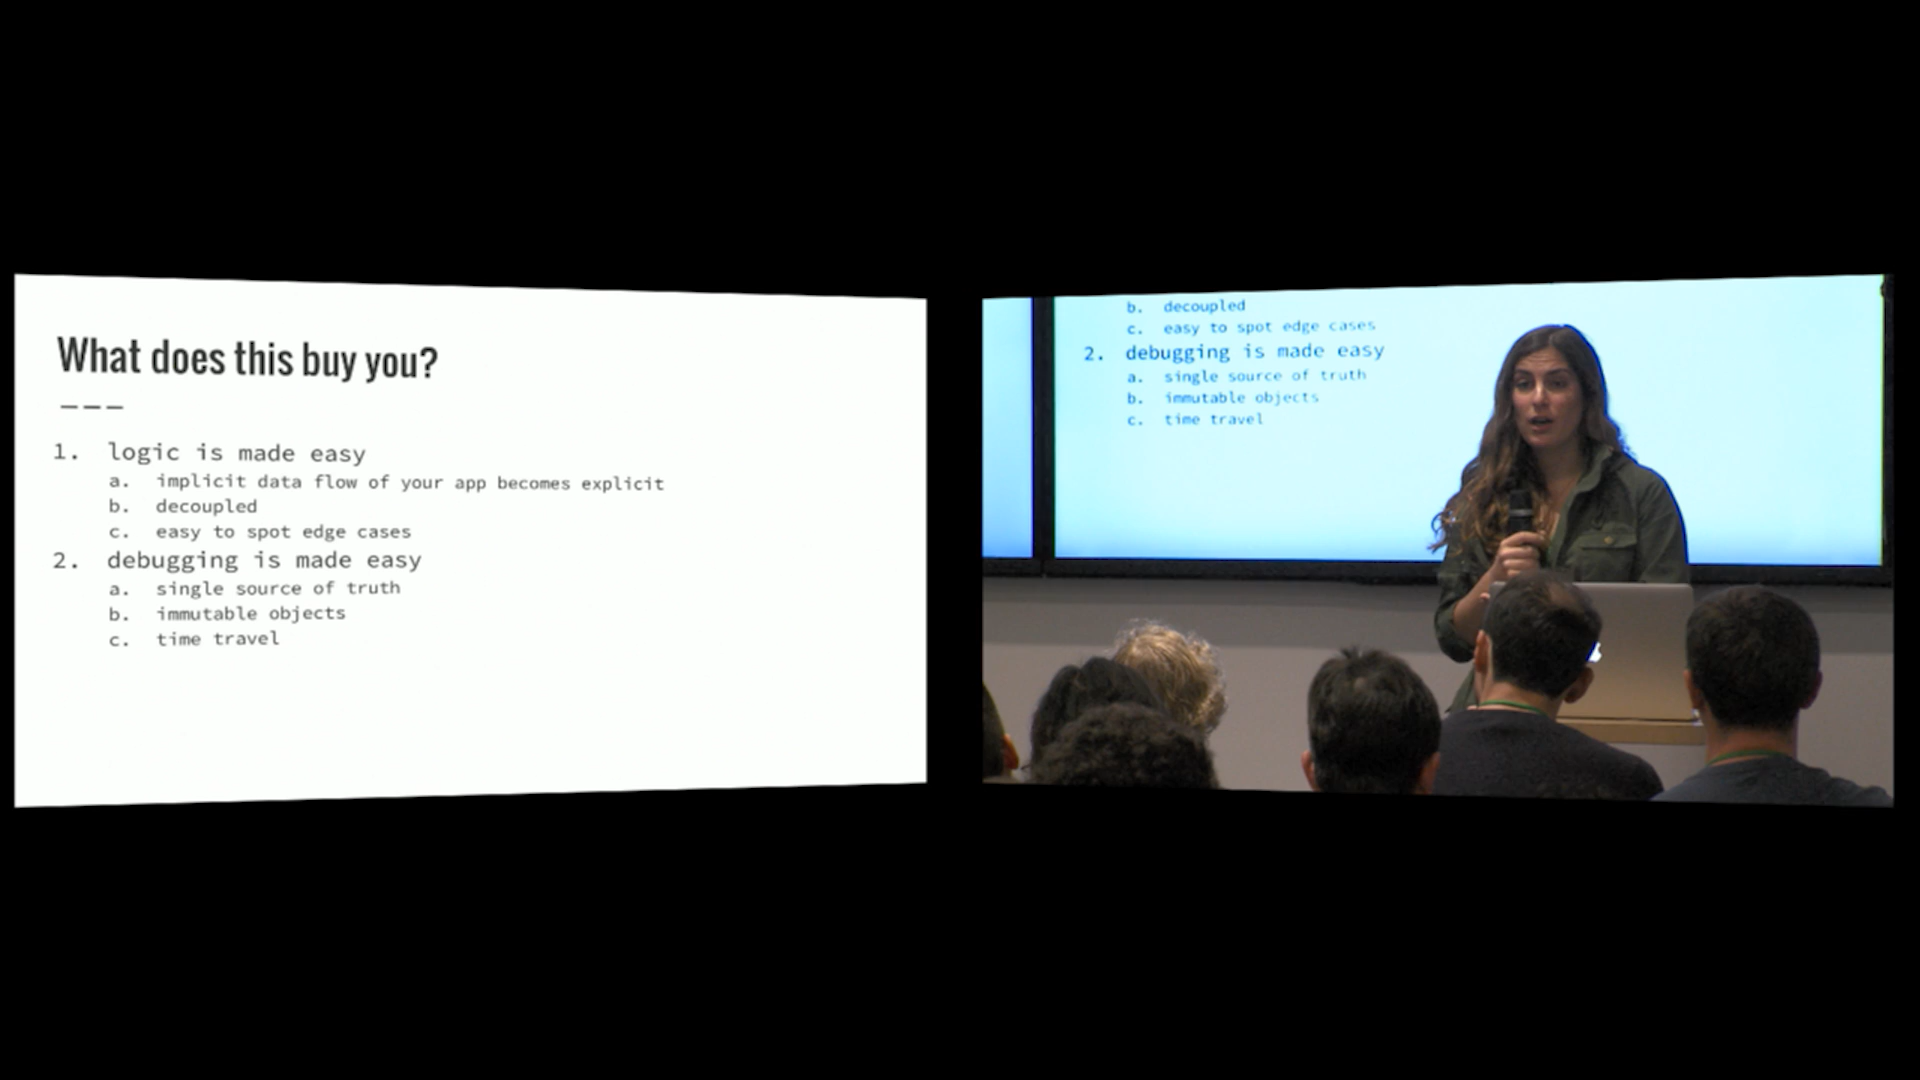 What does this buy you?
---
1. logic is made easy
a. implicit data flow of your app becomes explicit
b. decoupled
c. easy to spot edge cases
2. debugging is made easy
a. single source of truth
b. immutable objects
c. time travel
b. decoupled
c. easy to spot edge cases
2. debugging is made easy
a. single source of truth
b. immutable objects
c. time travel